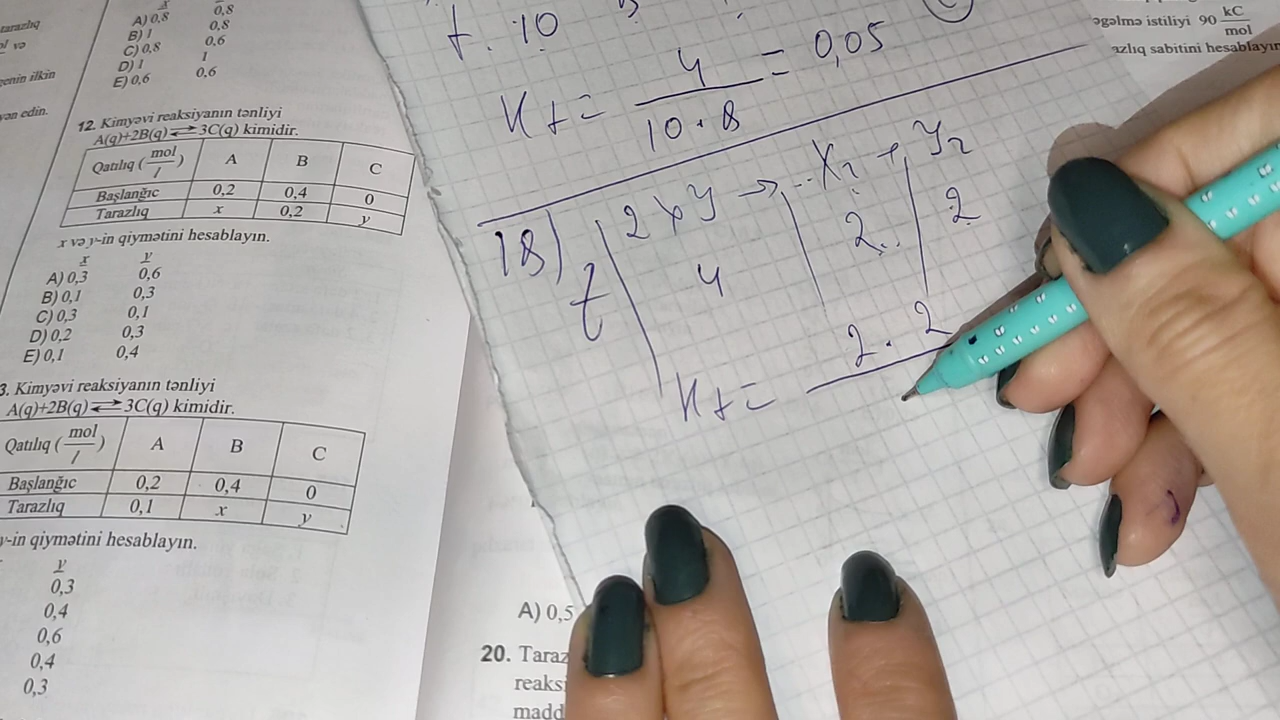 tarazlıq
və
ilkin
edin.
x 0,8
A) 0,8 0,8
B) 1 0,6
C) 0,8 1
D) 1 0,6
E) 0,6
12. Kimyəvi reaksiyanın tənliyi
A(q)+2B(q)⇄3C(q) kimidir.
Qatılıq (mol/l) A B C
Başlanğıc 0,2 0,4 0
Tarazlıq x 0,2 y
x və y-in qiymətini hesablayın.
x y
A) 0,3 0,6
B) 0,1 0,3
C) 0,3 0,1
D) 0,2 0,3
E) 0,1 0,4
3. Kimyəvi reaksiyanın tənliyi
A(q)+2B(q)⇄3C(q) kimidir.
Qatılıq (mol/l) A B C
Başlanğıc 0,2 0,4 0
Tarazlıq 0,1 x y
y-in qiymətini hesablayın.
y
0,3
0,4
0,6
0,4
0,3
t. 10
Kt = 4/10·8 = 0,05
18) 2XY → X2 + Y2
t 4 2 2
Kt = 2·2
əgəlmə istiliyi 90 kC/mol
azlıq sabitini hesablayın
A) 0,5
20. Taraz
reaksi
madd